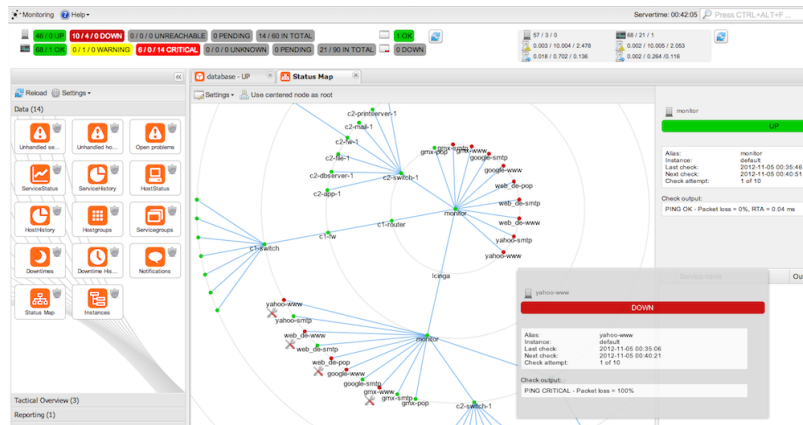 Monitoring Help
Servertime: 00:42:05 Press CTRL+ALT+F ...
46 / 0 UP 10 / 4 / 0 DOWN 0 / 0 / 0 UNREACHABLE 0 PENDING 14 / 60 IN TOTAL 1 OK
68 / 1 OK 0 / 1 / 0 WARNING 6 / 0 / 14 CRITICAL 0 / 0 / 0 UNKNOWN 0 PENDING 21 / 90 IN TOTAL 0 DOWN
57 / 3 / 0 68 / 21 / 1
0.003 / 10.004 / 2.478 0.002 / 10.005 / 2.053
0.018 / 0.702 / 0.136 0.002 / 0.264 /0.116
database - UP Status Map
Reload Settings
Settings Use centered node as root
Data (14)
Unhandled se...
Unhandled ho...
Open problems
ServiceStatus
ServiceHistory
HostStatus
HostHistory
Hostgroups
Servicegroups
Downtimes
Downtime His...
Notifications
Status Map
Instances
Tactical Overview (3)
Reporting (1)
c2-printserver-1
c2-mail-1
c2-fw-1
c2-file-1
c2-dbserver-1
c2-app-1
c2-switch-1
gmx-pop
gmx-smtp
gmx-www
google-smtp
google-www
web_de-pop
web_de-smtp
web_de-www
yahoo-smtp
yahoo-www
monitor
c1-router
c1-fw
c1-switch
Icinga
yahoo-www
yahoo-smtp
web_de-www
web_de-smtp
web_de-pop
google-www
google-smtp
gmx-www
gmx-smtp
gmx-pop
monitor
c2-switch-1
monitor
UP
Alias: monitor
Instance: default
Last check: 2012-11-05 00:35:46
Next check: 2012-11-05 00:40:51
Check attempt: 1 of 10
Check output:
PING OK - Packet loss = 0%, RTA = 0.04 ms
Ou
yahoo-www
DOWN
Alias: yahoo-www
Instance: default
Last check: 2012-11-05 00:35:06
Next check: 2012-11-05 00:40:21
Check attempt: 1 of 10
Check output:
PING CRITICAL - Packet loss = 100%